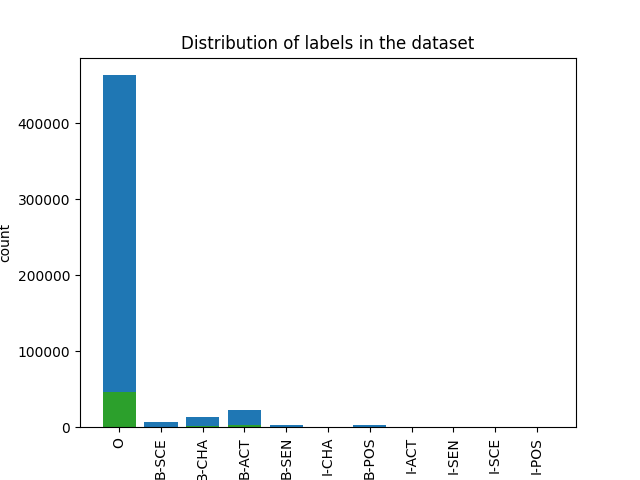 Distribution of labels in the dataset
count
400000
300000
200000
100000
0
O
B-SCE
B-CHA
B-ACT
B-SEN
I-CHA
B-POS
I-ACT
I-SEN
I-SCE
I-POS